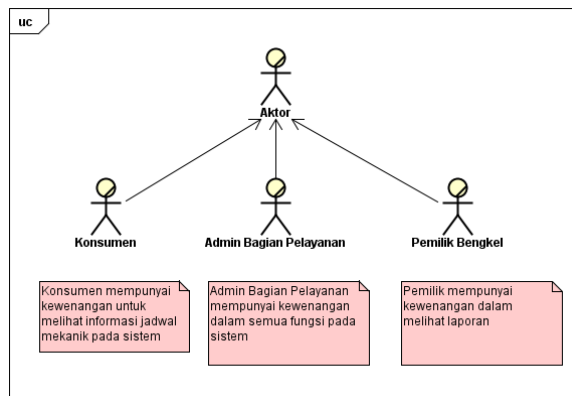 uc
Aktor
Konsumen
Admin Bagian Pelayanan
Pemilik Bengkel
Konsumen mempunyai
kewenangan untuk
melihat informasi jadwal
mekanik pada sistem
Admin Bagian Pelayanan
mempunyai kewenangan
dalam semua fungsi pada
sistem
Pemilik mempunyai
kewenangan dalam
melihat laporan